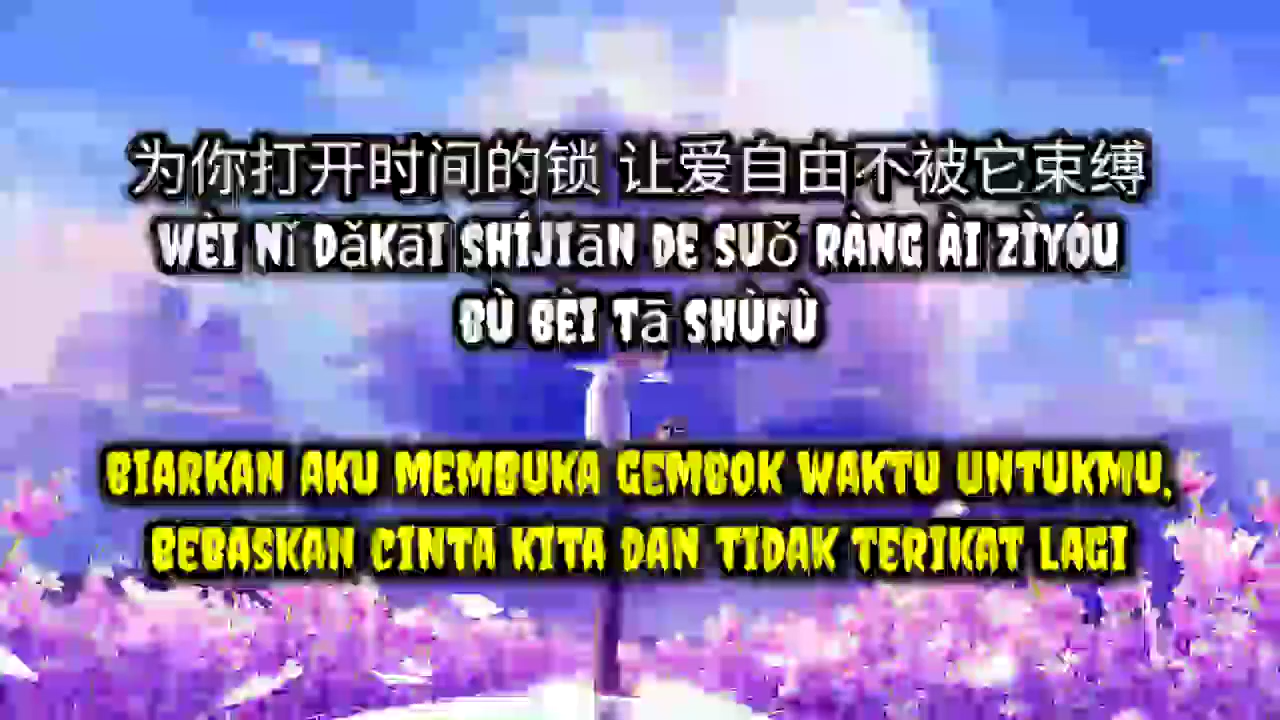 为你打开时间的锁 让爱自由不被它束缚
WÈI NǏ DǎKāI SHÍJIāN DE SUǒ RÀNG ÀI ZÌYÓU
BÙ BÈI Tā SHÙFÙ
BIARKAN AKU MEMBUKA GEMBOK WAKTU UNTUKMU,
BEBASKAN CINTA KITA DAN TIDAK TERIKAT LAGI